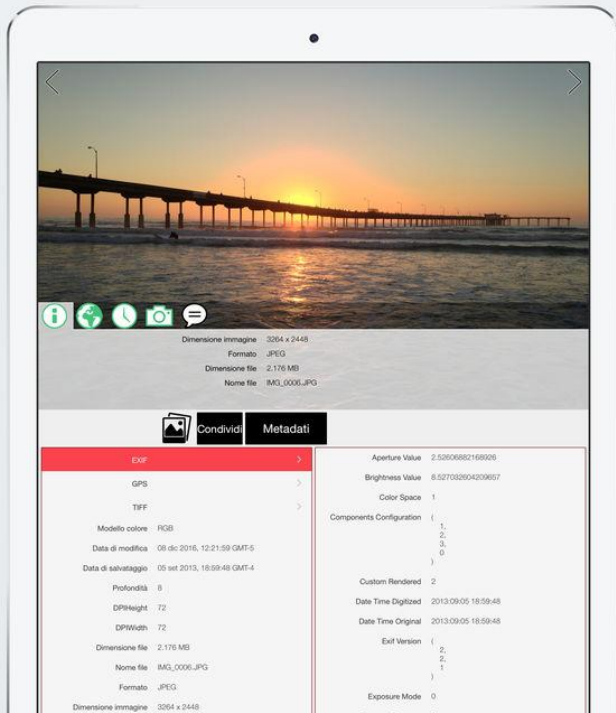 Dimensione immagine 3264 x 2448
Formato JPEG
Dimensione file 2.176 MB
Nome file IMG_0006.JPG
Condividi Metadati
EXIF
GPS
TIFF
Modello colore RGB
Data di modifica 08 dic 2016, 12:21:59 GMT-5
Data di salvataggio 05 set 2013, 18:59:48 GMT-4
Profondità 8
DPIHeight 72
DPIWidth 72
Dimensione file 2.176 MB
Nome file IMG_0006.JPG
Formato JPEG
Dimensione immagine 3264 x 2448
Aperture Value 2.52606882168926
Brightness Value 8.527032604209657
Color Space 1
Components Configuration (
1,
2,
3,
0
)
Custom Rendered 2
Date Time Digitized 2013:09:05 18:59:48
Date Time Original 2013:09:05 18:59:48
Exif Version (
2,
2,
1
)
Exposure Mode 0